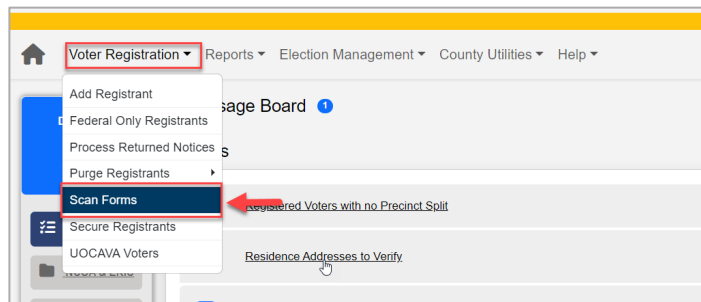 Voter Registration Reports Election Management County Utilities Help
Add Registrant
Federal Only Registrants
Process Returned Notices
Purge Registrants
Scan Forms
Secure Registrants
UOCAVA Voters
sage Board 1
s
Registered Voters with no Precinct Split
Residence Addresses to Verify